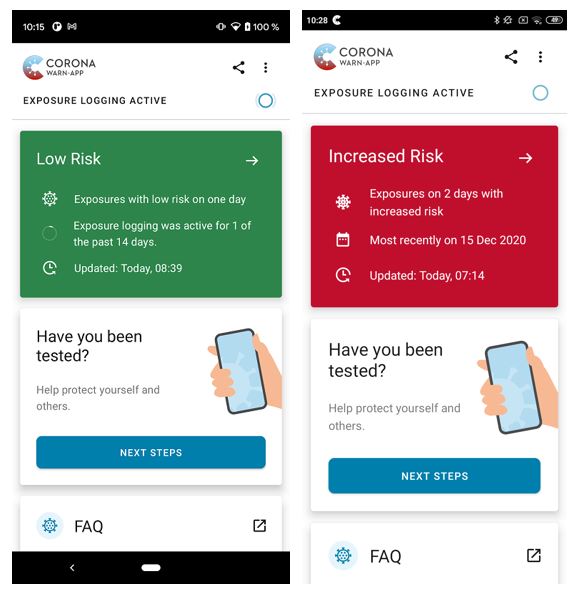 10:15
100 %
CORONA
WARN-APP
EXPOSURE LOGGING ACTIVE
Low Risk
Exposures with low risk on one day
Exposure logging was active for 1 of
the past 14 days.
Updated: Today, 08:39
Have you been
tested?
Help protect yourself and
others.
NEXT STEPS
FAQ
10:28
49
CORONA
WARN-APP
EXPOSURE LOGGING ACTIVE
Increased Risk
Exposures on 2 days with
increased risk
Most recently on 15 Dec 2020
Updated: Today, 07:14
Have you been
tested?
Help protect yourself and
others.
NEXT STEPS
FAQ